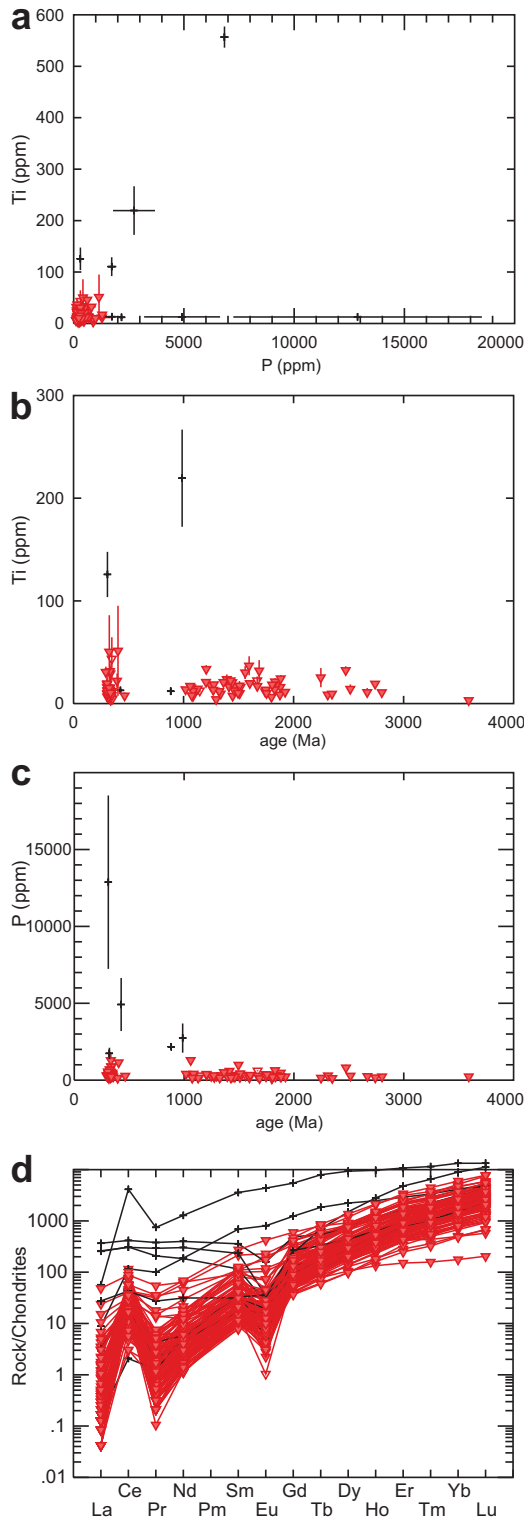 a
600
500
400
300
200
100
0
Ti (ppm)
0 5000 10000 15000 20000
P (ppm)
b
300
200
100
0
Ti (ppm)
0 1000 2000 3000 4000
age (Ma)
c
15000
10000
5000
0
P (ppm)
0 1000 2000 3000 4000
age (Ma)
d
1000
100
10
1
.1
.01
Rock/Chondrites
Ce Nd Sm Gd Dy Er Yb
La Pr Pm Eu Tb Ho Tm Lu